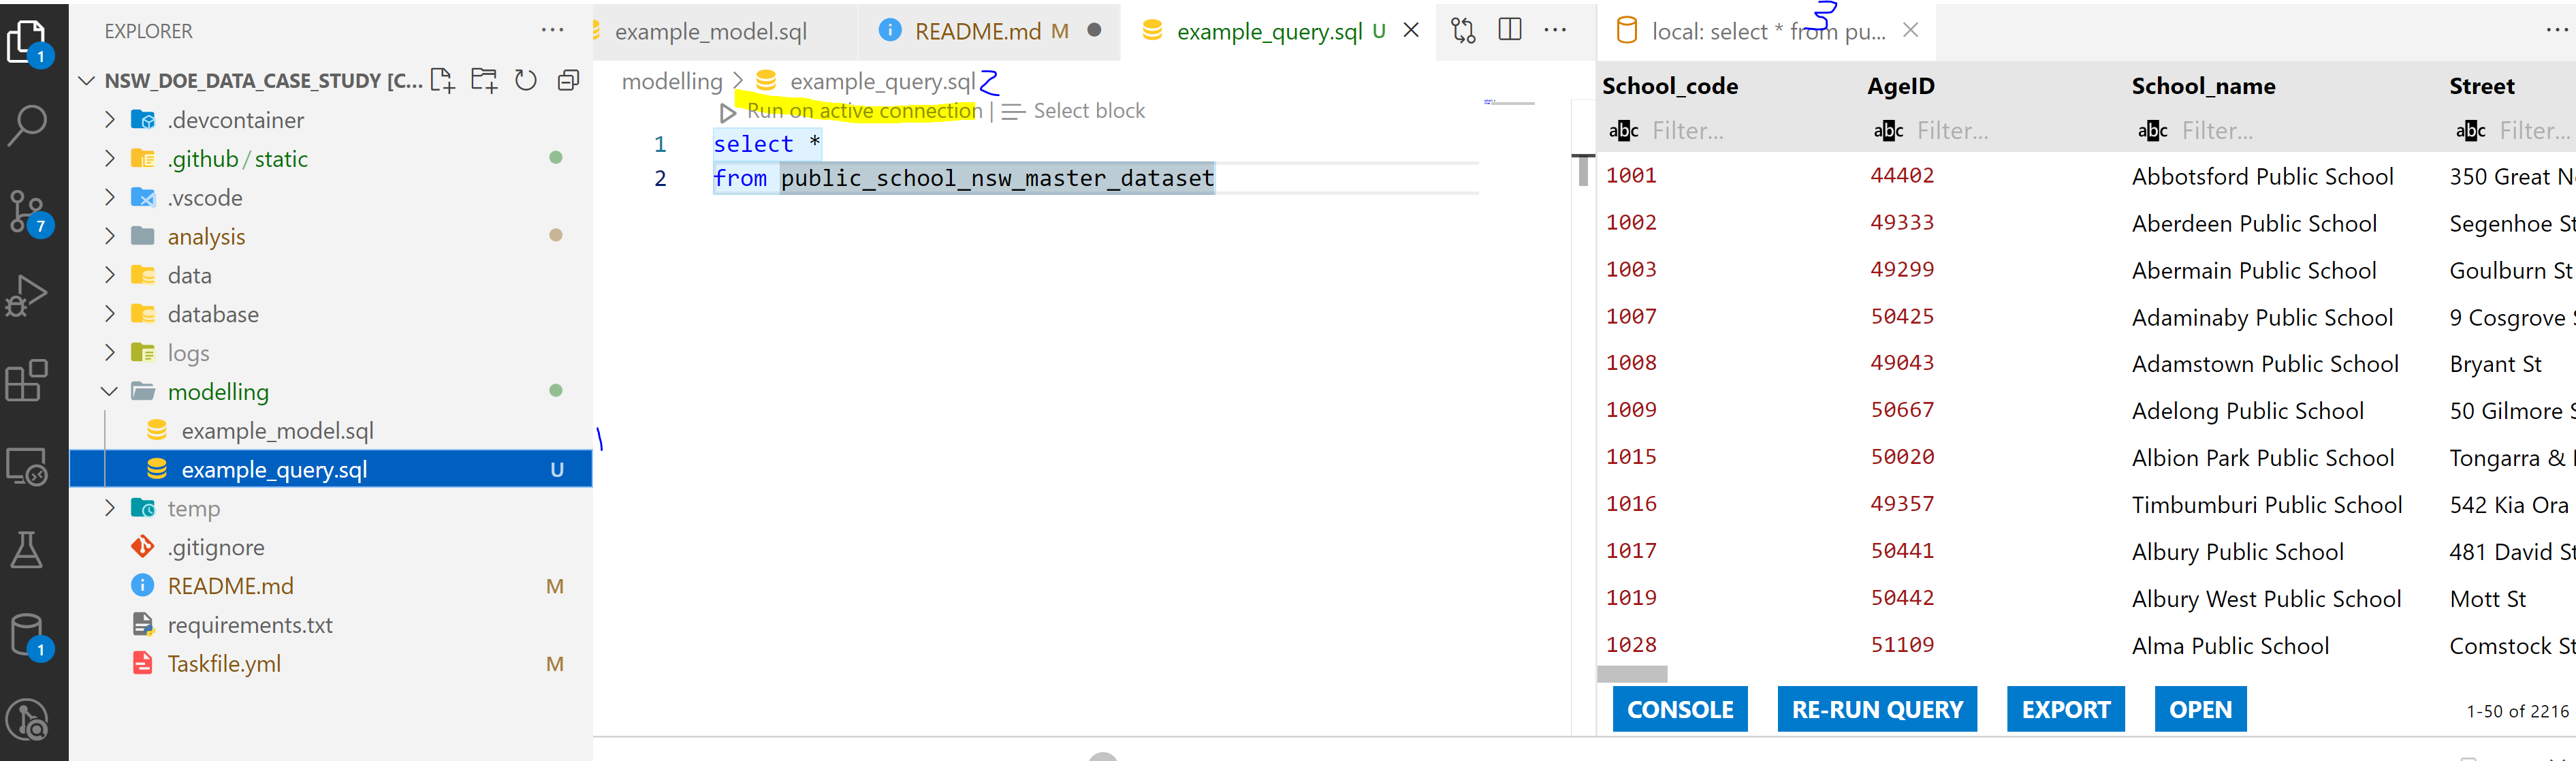 EXPLORER
NSW_DOE_DATA_CASE_STUDY [C...
.devcontainer
.github / static
.vscode
analysis
data
database
logs
modelling
example_model.sql
example_query.sql U
temp
.gitignore
README.md M
requirements.txt
Taskfile.yml M
1
7
1
example_model.sql
README.md M
example_query.sql U
modelling > example_query.sql 2
Run on active connection | Select block
1 select *
2 from public_school_nsw_master_dataset
1
3
local: select * from pu...
School_code AgeID School_name Street
abc Filter... abc Filter... abc Filter... abc Filter...
1001 44402 Abbotsford Public School 350 Great N
1002 49333 Aberdeen Public School Segenhoe St
1003 49299 Abermain Public School Goulburn St
1007 50425 Adaminaby Public School 9 Cosgrove S
1008 49043 Adamstown Public School Bryant St
1009 50667 Adelong Public School 50 Gilmore S
1015 50020 Albion Park Public School Tongarra &
1016 49357 Timbumburi Public School 542 Kia Ora
1017 50441 Albury Public School 481 David St
1019 50442 Albury West Public School Mott St
1028 51109 Alma Public School Comstock St
CONSOLE RE-RUN QUERY EXPORT OPEN 1-50 of 2216